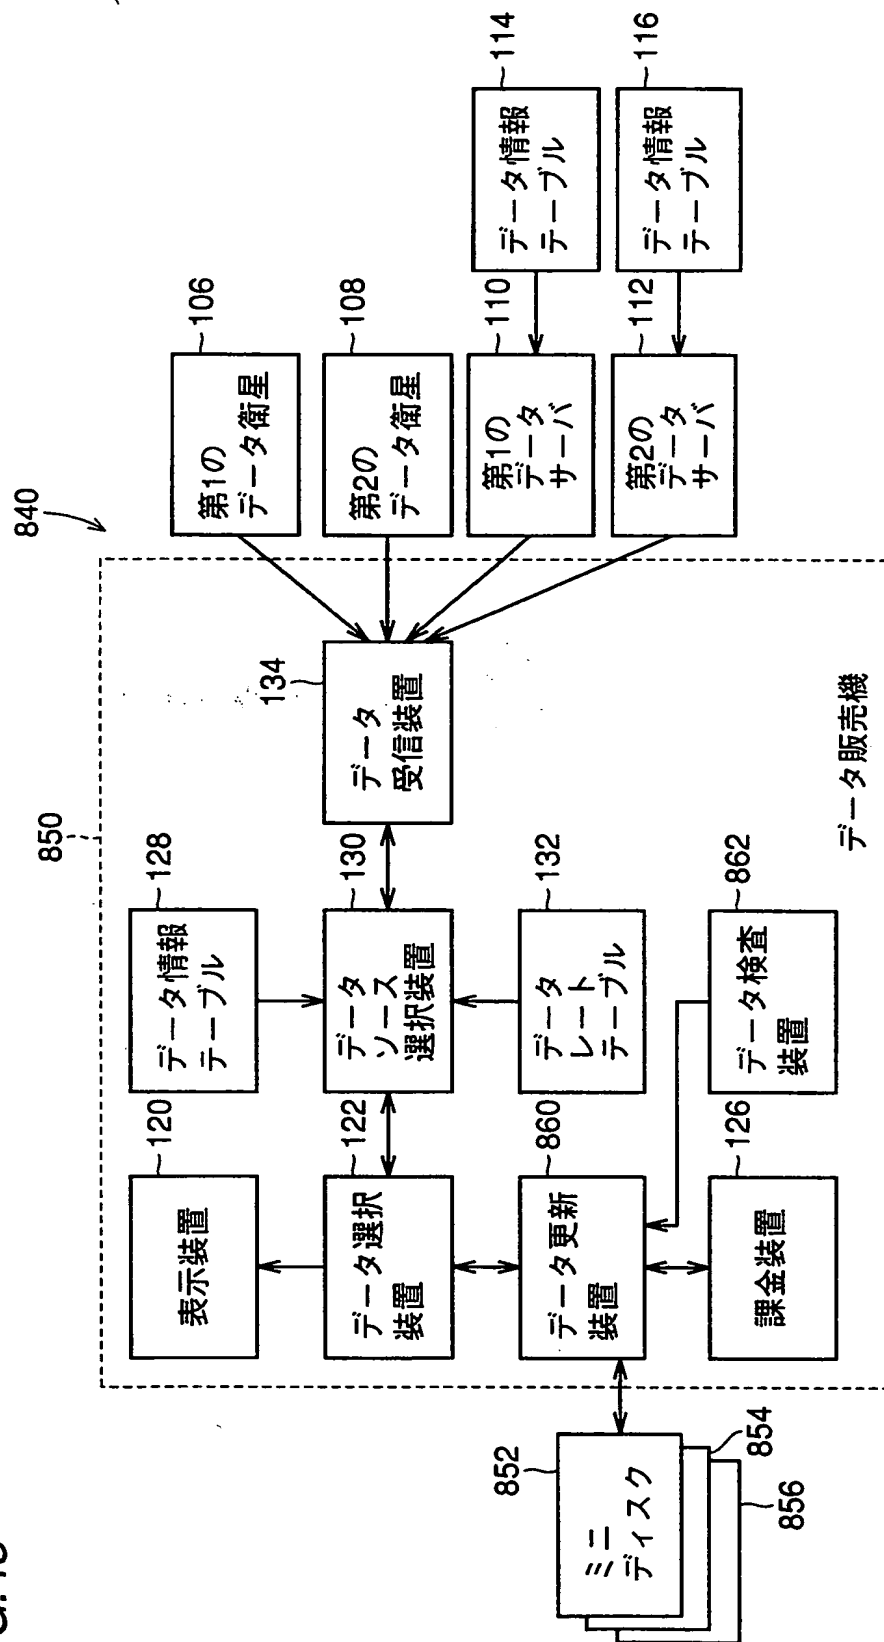 840
850
120
表示装置
128
データ情報
テーブル
106
第1の
データ衛星
122
データ選択
装置
130
データ
ソース
選択装置
134
データ
受信装置
108
第2の
データ衛星
852
ミニ
ディスク
854
856
860
データ更新
装置
132
データ
レート
テーブル
110
第1の
データ
サーバ
114
データ情報
テーブル
126
課金装置
862
データ検査
装置
112
第2の
データ
サーバ
116
データ情報
テーブル
データ販売機